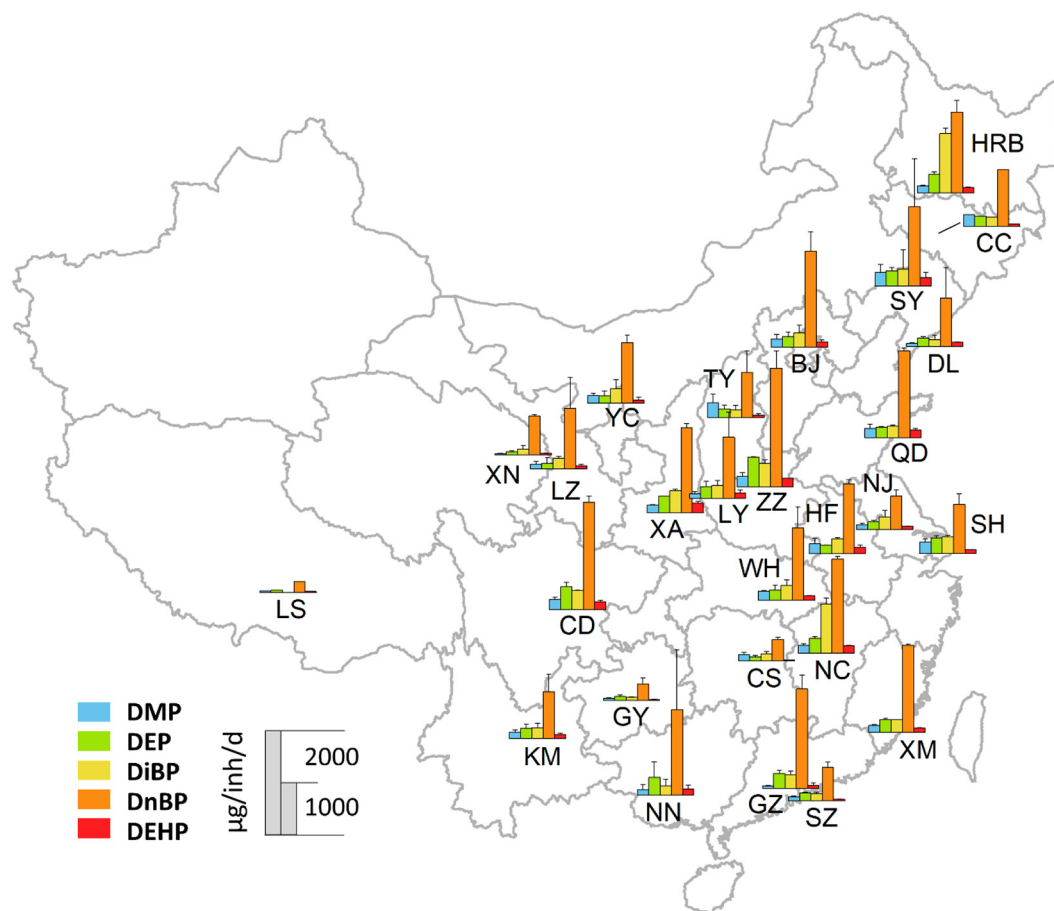 HRB
CC
SY
DL
BJ
TY
YC
QD
XN
LZ
XA
LY
ZZ
HF
NJ
SH
WH
LS
CD
CS
NC
GY
KM
NN
GZ
SZ
XM
DMP
DEP
DiBP
DnBP
DEHP
µg/inh/d
2000
1000